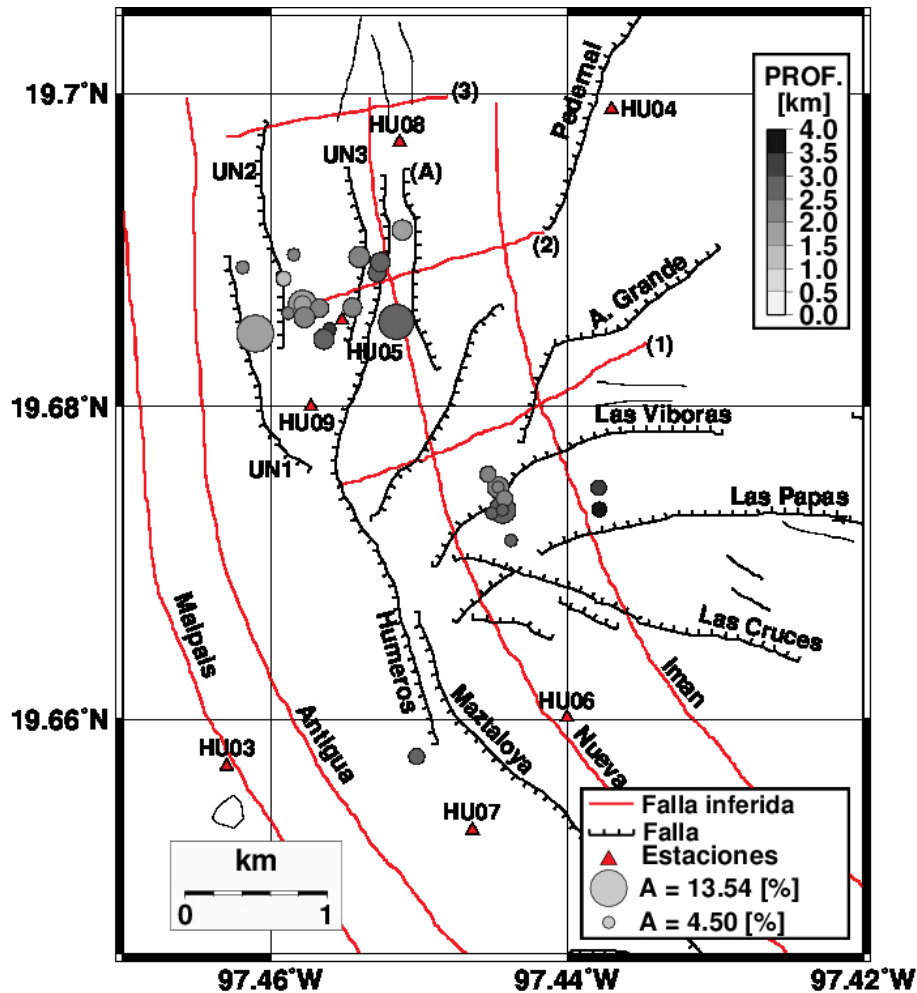 19.7°N
19.68°N
19.66°N
97.46°W
97.44°W
97.42°W
(3)
HU08
UN3
UN2
(A)
Pedernal
HU04
PROF.
[km]
4.0
3.5
3.0
2.5
2.0
1.5
1.0
0.5
0.0
(2)
A. Grande
HU05
(1)
HU09
Las Viboras
UN1
Las Papas
Malpais
Humeros
Las Cruces
Iman
Antigua
Maztaloya
HU06
Nueva
HU03
HU07
km
0
1
Falla inferida
Falla
Estaciones
A = 13.54 [%]
A = 4.50 [%]